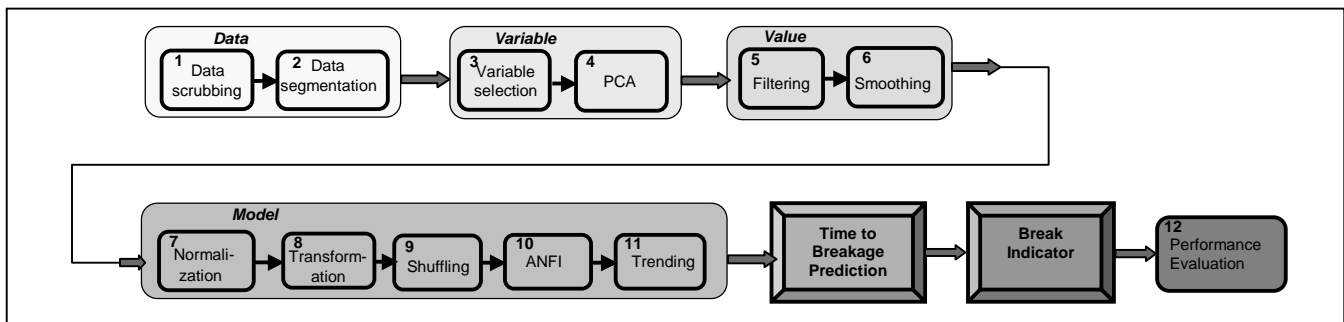 Data
1 Data
scrubbing
2 Data
segmentation
Variable
3 Variable
selection
4
PCA
Value
5
Filtering
6
Smoothing
Model
7
Normali-
zation
8
Transform-
ation
9
Shuffling
10
ANFI
11
Trending
Time to
Breakage
Prediction
Break
Indicator
12
Performance
Evaluation